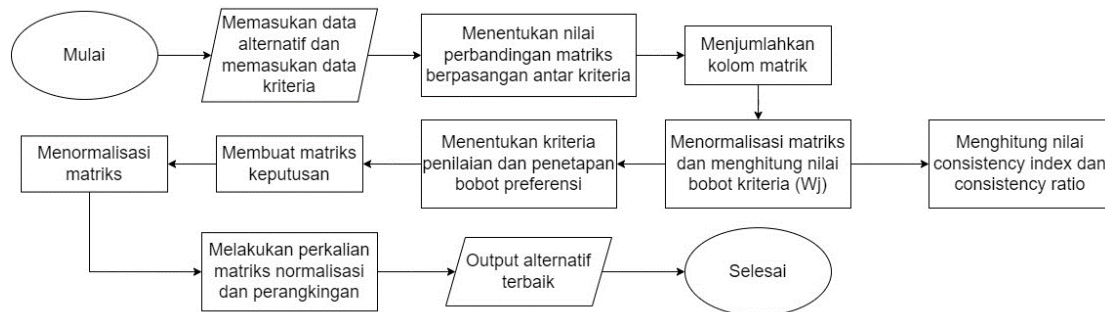 Mulai
Memasukan data
alternatif dan
memasukan data
kriteria
Menentukan nilai
perbandingan matriks
berpasangan antar kriteria
Menjumlahkan
kolom matrik
Menormalisasi matriks
dan menghitung nilai
bobot kriteria (Wj)
Menghitung nilai
consistency index dan
consistency ratio
Menentukan kriteria
penilaian dan penetapan
bobot preferensi
Membuat matriks
keputusan
Menormalisasi
matriks
Melakukan perkalian
matriks normalisasi
dan perangkingan
Output alternatif
terbaik
Selesai